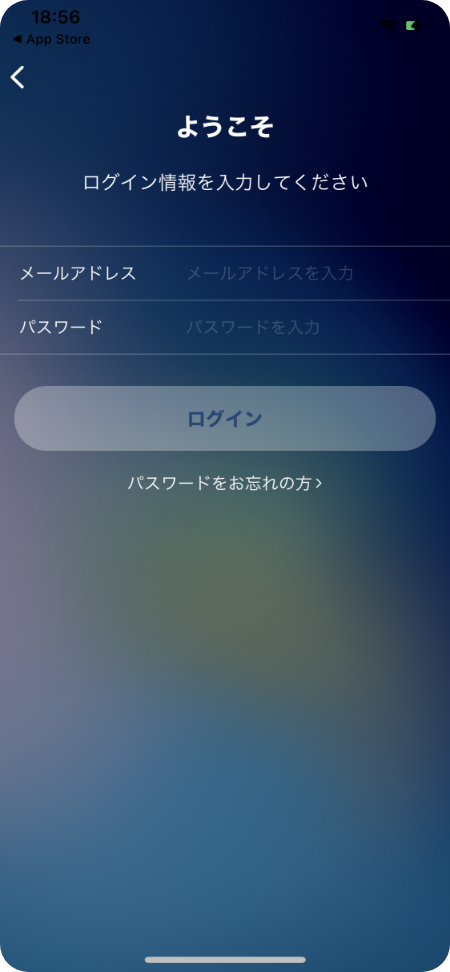 18:56
◀ App Store
ようこそ
ログイン情報を入力してください
メールアドレス メールアドレスを入力
パスワード パスワードを入力
ログイン
パスワードをお忘れの方